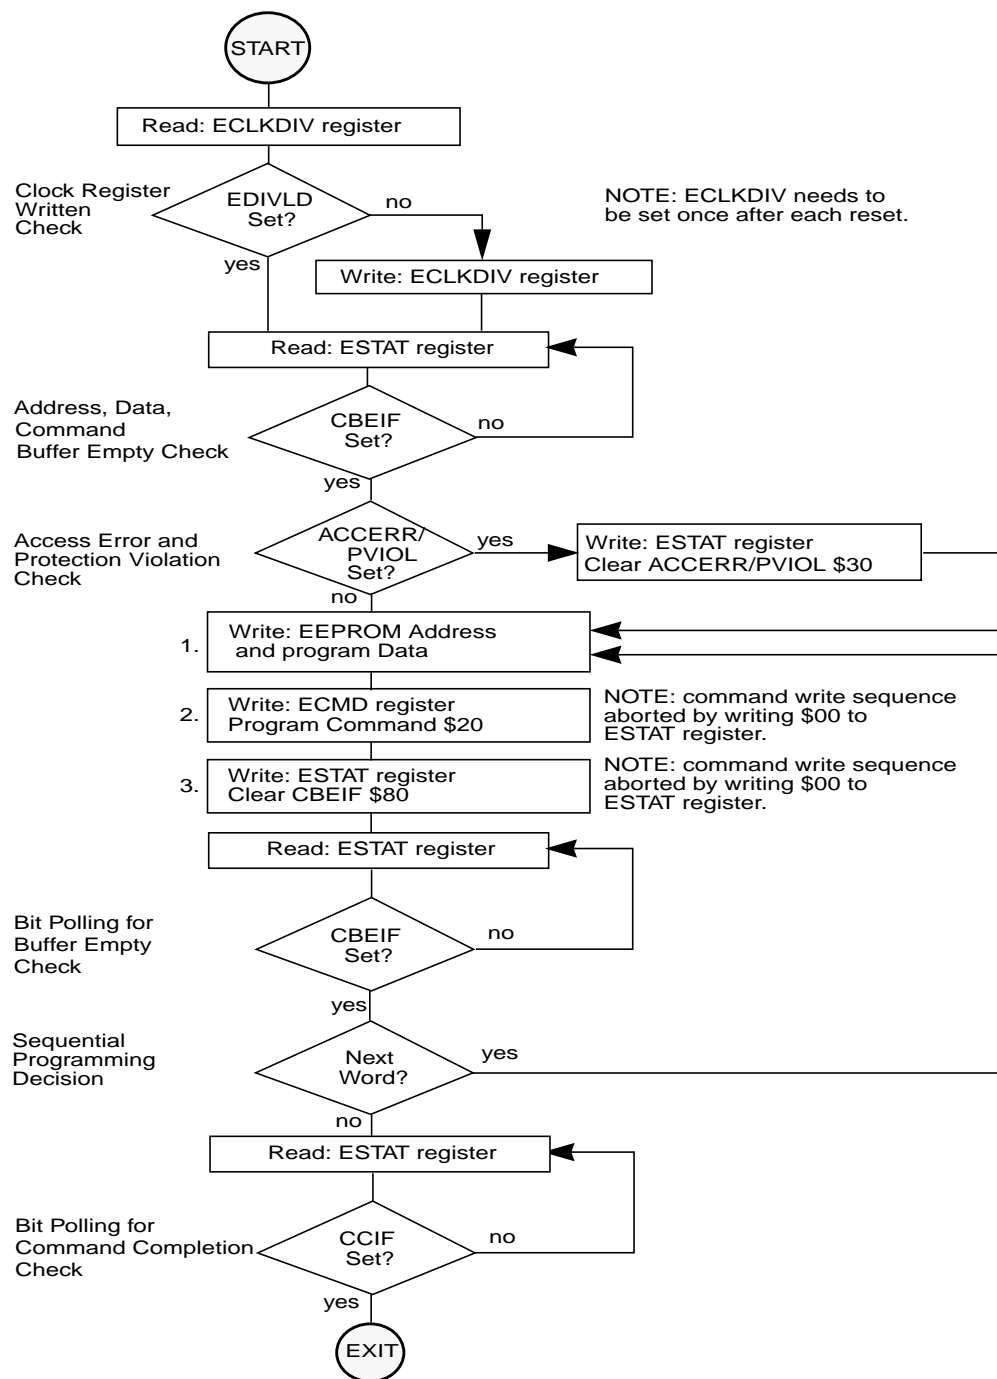 START
Read: ECLKDIV register
Clock Register
Written
Check
EDIVLD
Set?
no
NOTE: ECLKDIV needs to
be set once after each reset.
yes
Write: ECLKDIV register
Read: ESTAT register
Address, Data,
Command
Buffer Empty Check
CBEIF
Set?
no
yes
Access Error and
Protection Violation
Check
ACCERR/
PVIOL
Set?
yes
Write: ESTAT register
Clear ACCERR/PVIOL $30
no
1.
Write: EEPROM Address
and program Data
2.
Write: ECMD register
Program Command $20
NOTE: command write sequence
aborted by writing $00 to
ESTAT register.
3.
Write: ESTAT register
Clear CBEIF $80
NOTE: command write sequence
aborted by writing $00 to
ESTAT register.
Read: ESTAT register
Bit Polling for
Buffer Empty
Check
CBEIF
Set?
no
yes
Sequential
Programming
Decision
Next
Word?
yes
no
Read: ESTAT register
Bit Polling for
Command Completion
Check
CCIF
Set?
no
yes
EXIT